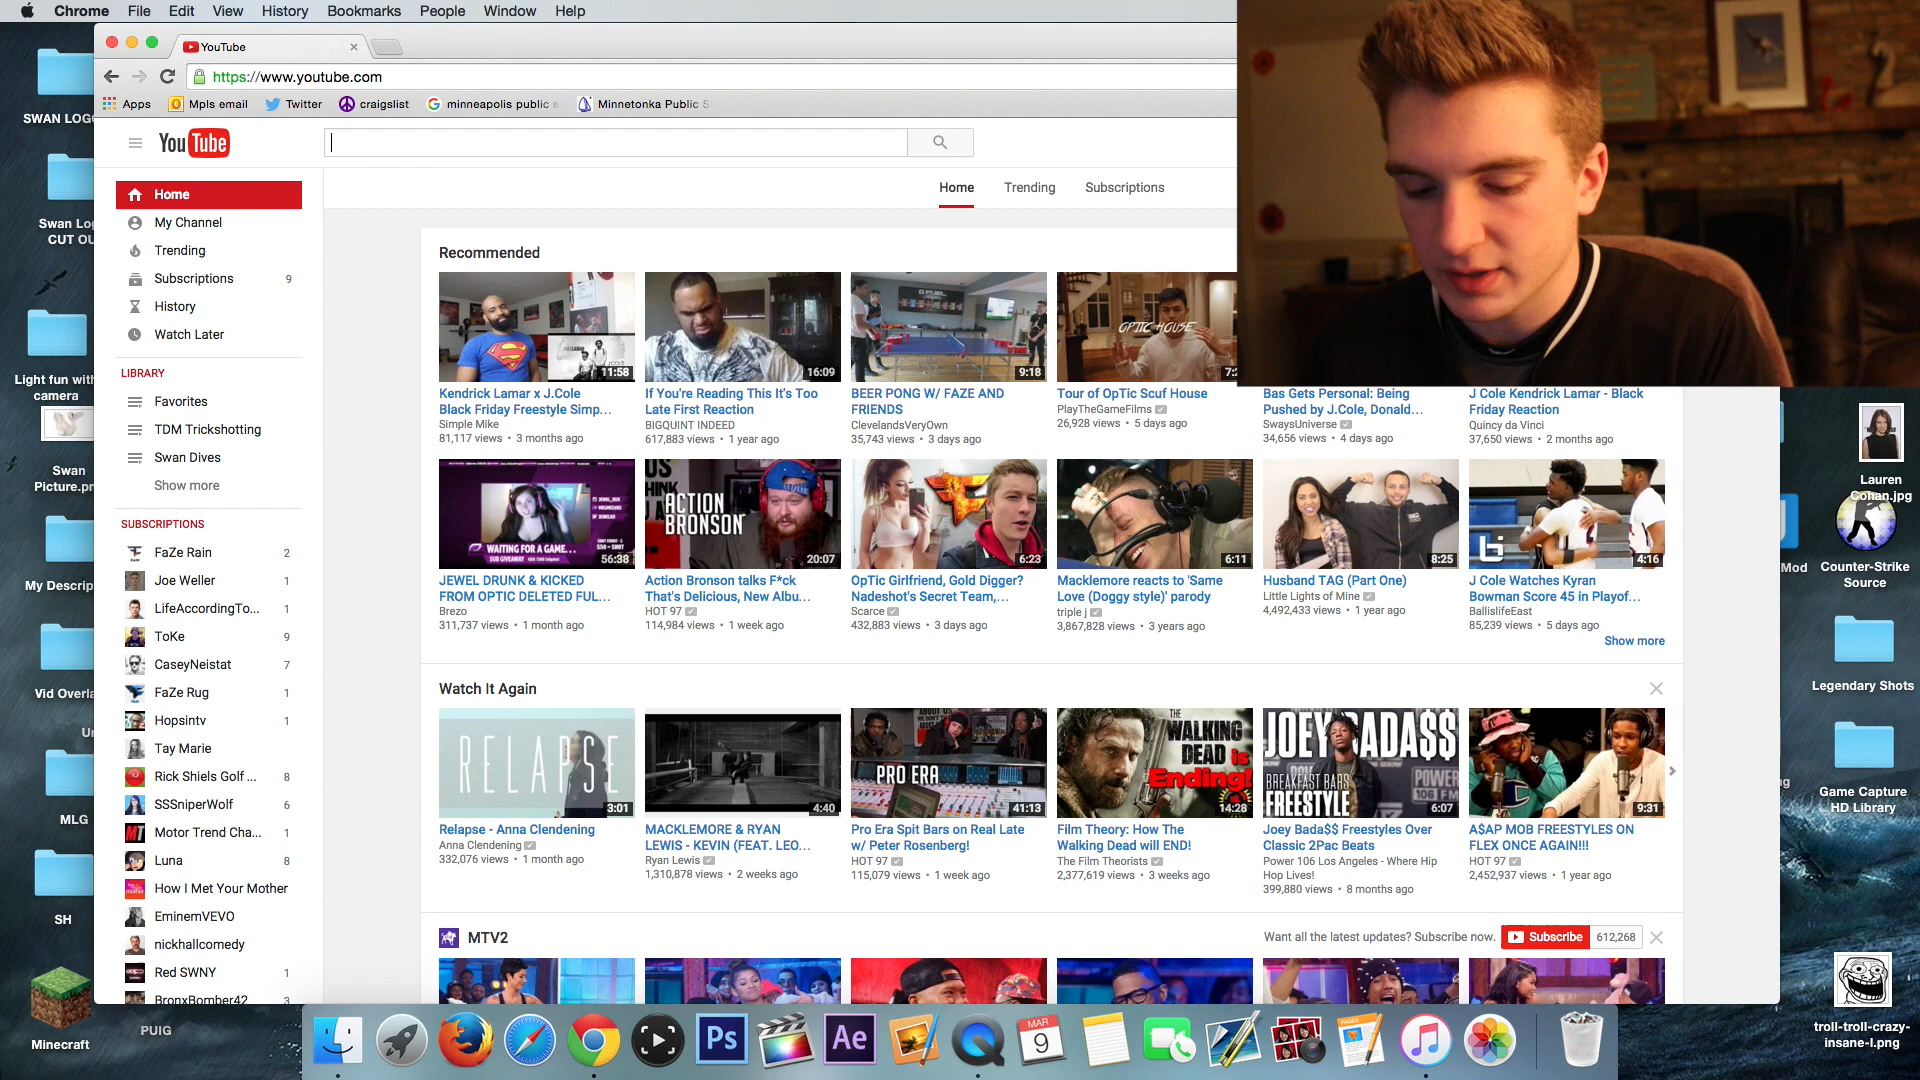 Chrome File Edit View History Bookmarks People Window Help
YouTube
https://www.youtube.com
Apps Mpls email Twitter craigslist minneapolis public Minnetonka Public
YouTube
Home Trending Subscriptions
Home
My Channel
Trending
Subscriptions 9
History
Watch Later
LIBRARY
Favorites
TDM Trickshotting
Swan Dives
Show more
SUBSCRIPTIONS
FaZe Rain 2
Joe Weller 1
LifeAccordingTo... 1
ToKe 9
CaseyNeistat 7
FaZe Rug 1
Hopsintv 1
Tay Marie
Rick Shiels Golf ... 8
SSSniperWolf 6
Motor Trend Cha... 1
Luna 8
How I Met Your Mother
EminemVEVO
nickhallcomedy
Red SWNY 1
BronxBomber42 3
Recommended
11:58
Kendrick Lamar x J.Cole
Black Friday Freestyle Simp...
Simple Mike
81,117 views • 3 months ago
16:09
If You're Reading This It's Too
Late First Reaction
BIGQUINT INDEED
617,883 views • 1 year ago
9:18
BEER PONG W/ FAZE AND
FRIENDS
ClevelandsVeryOwn
35,743 views • 3 days ago
OPTIC HOUSE
Tour of OpTic Scuf House
PlayTheGameFilms
26,928 views • 5 days ago
Bas Gets Personal: Being
Pushed by J.Cole, Donald...
SwaysUniverse
34,656 views • 4 days ago
J Cole Kendrick Lamar - Black
Friday Reaction
Quincy da Vinci
37,650 views • 2 months ago
WAITING FOR A GAME...
56:38
JEWEL DRUNK & KICKED
FROM OPTIC DELETED FUL...
Brezo
311,737 views • 1 month ago
ACTION
BRONSON
20:07
Action Bronson talks F*ck
That's Delicious, New Albu...
HOT 97
114,984 views • 1 week ago
6:23
OpTic Girlfriend, Gold Digger?
Nadeshot's Secret Team,...
Scarce
432,883 views • 3 days ago
6:11
Macklemore reacts to 'Same
Love (Doggy style)' parody
triple j
3,867,828 views • 3 years ago
8:25
Husband TAG (Part One)
Little Lights of Mine
4,492,433 views • 1 year ago
4:16
J Cole Watches Kyran
Bowman Score 45 in Playof...
BallislifeEast
85,239 views • 5 days ago
Show more
Watch It Again
RELAPSE
3:01
Relapse - Anna Clendening
Anna Clendening
332,076 views • 1 month ago
4:40
MACKLEMORE & RYAN
LEWIS - KEVIN (FEAT. LEO...
Ryan Lewis
1,310,878 views • 2 weeks ago
PRO ERA
41:13
Pro Era Spit Bars on Real Late
w/ Peter Rosenberg!
HOT 97
115,079 views • 1 week ago
THE
WALKING
DEAD is
Ending!
14:28
Film Theory: How The
Walking Dead will END!
The Film Theorists
2,377,619 views • 3 weeks ago
JOEY BADA$$
BREAKFAST BARS
FREESTYLE
6:07
Joey Bada$$ Freestyles Over
Classic 2Pac Beats
Power 106 Los Angeles - Where Hip
Hop Lives!
399,880 views • 8 months ago
9:31
A$AP MOB FREESTYLES ON
FLEX ONCE AGAIN!!!
HOT 97
2,452,937 views • 1 year ago
MTV2
Want all the latest updates? Subscribe now. Subscribe 612,268
SWAN LOG
Swan Lo
CUT OU
Light fun with
camera
Swan
Picture.pn
My Descrip
Vid Overla
MLG
SH
PUIG
Minecraft
Lauren
Cohan.jpg
Mod
Counter-Strike
Source
Legendary Shots
Game Capture
HD Library
troll-troll-crazy-
insane-l.png
Ps
Ae
MAR
9
PAGES